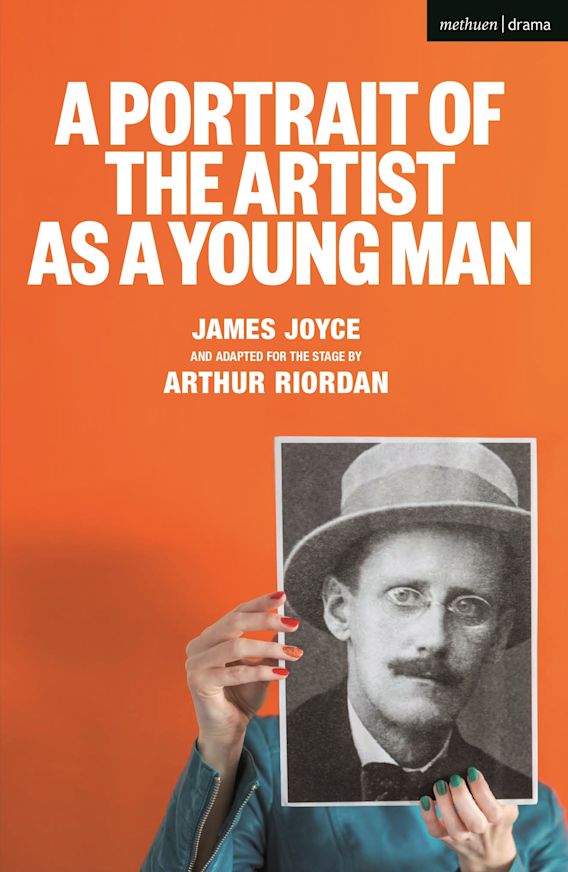 methuen | drama
A PORTRAIT OF
THE ARTIST
AS A YOUNG MAN
JAMES JOYCE
AND ADAPTED FOR THE STAGE BY
ARTHUR RIORDAN